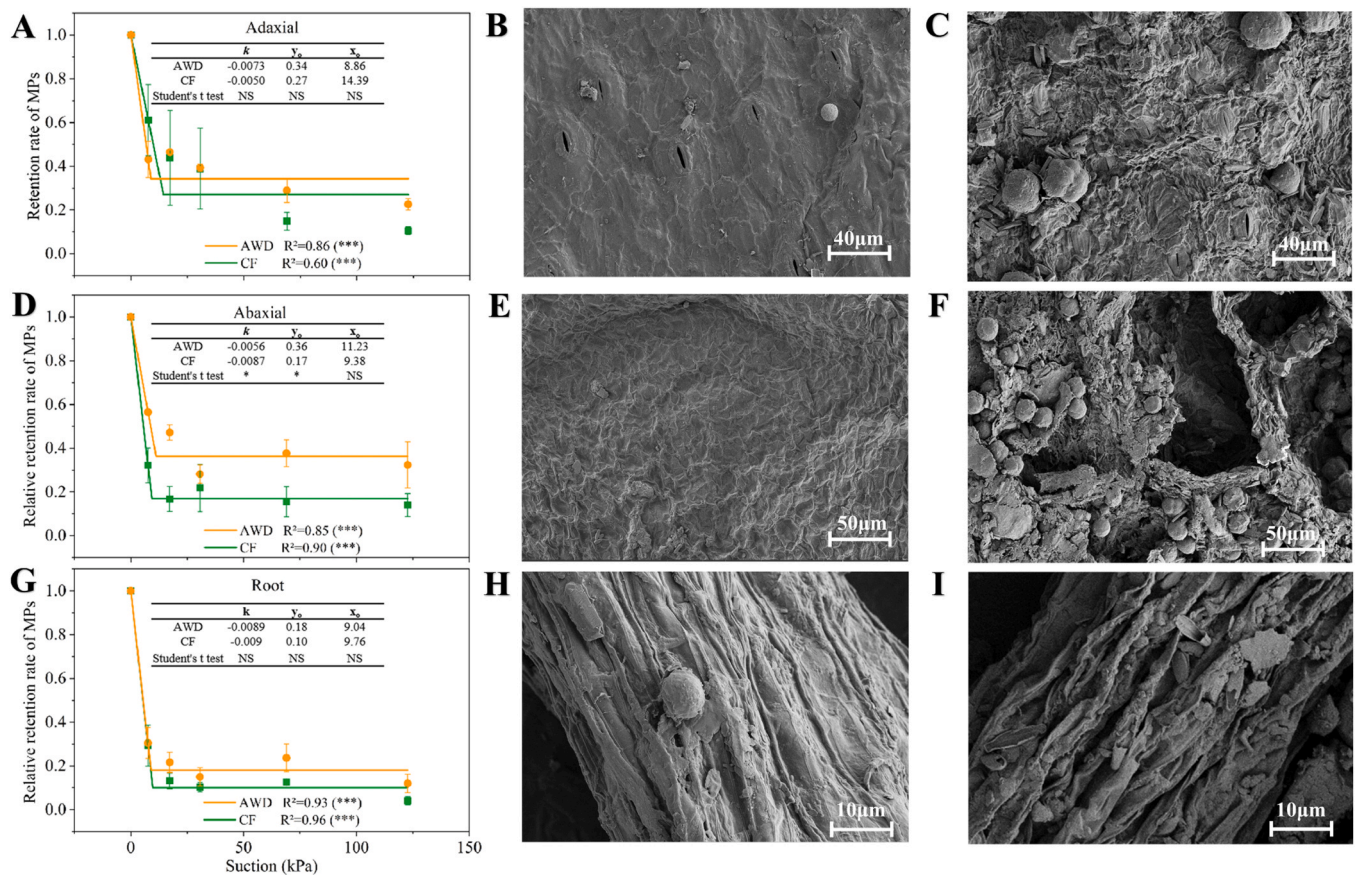 A
Retention rate of MPs
1.0
0.8
0.6
0.4
0.2
0.0
Adaxial
k y₀ x₀
AWD -0.0073 0.34 8.86
CF -0.0050 0.27 14.39
Student's t test NS NS NS
AWD R²=0.86 (***)
CF R²=0.60 (***)
B
40μm
C
40μm
D
Relative retention rate of MPs
1.0
0.8
0.6
0.4
0.2
0.0
Abaxial
k y₀ x₀
AWD -0.0056 0.36 11.23
CF -0.0087 0.17 9.38
Student's t test * * NS
AWD R²=0.85 (***)
CF R²=0.90 (***)
E
50μm
F
50μm
G
Relative retention rate of MPs
1.0
0.8
0.6
0.4
0.2
0.0
Root
k y₀ x₀
AWD -0.0089 0.18 9.04
CF -0.009 0.10 9.76
Student's t test NS NS NS
AWD R²=0.93 (***)
CF R²=0.96 (***)
0 50 100 150
Suction (kPa)
H
10μm
I
10μm